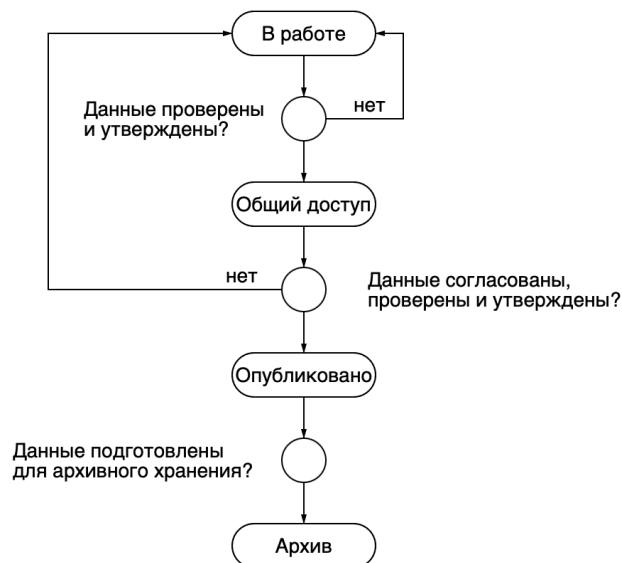 В работе
Данные проверены
и утверждены?
нет
Общий доступ
нет
Данные согласованы,
проверены и утверждены?
Опубликовано
Данные подготовлены
для архивного хранения?
Архив